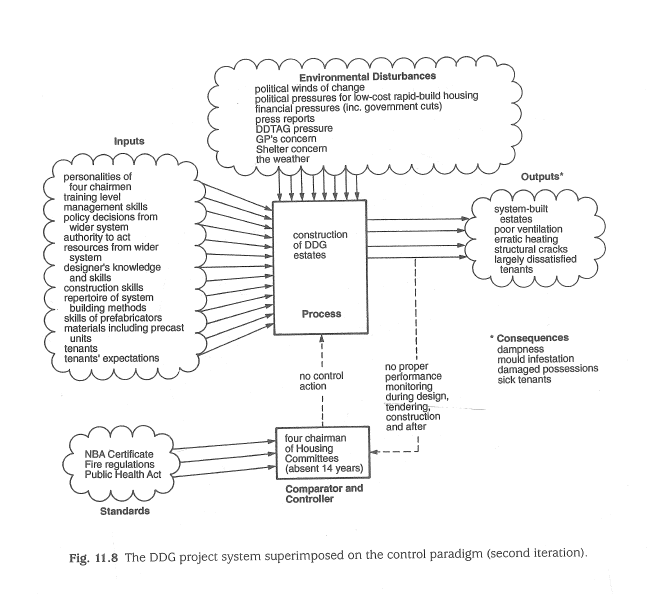 Environmental Disturbances
political winds of change
political pressures for low-cost rapid-build housing
financial pressures (inc. government cuts)
press reports
DDTAG pressure
GP's concern
Shelter concern
the weather
Inputs
personalities of
four chairmen
training level
management skills
policy decisions from
wider system
authority to act
resources from wider
system
designer's knowledge
and skills
construction skills
repertoire of system
building methods
skills of prefabricators
materials including precast
units
tenants
tenants' expectations
construction
of DDG
estates
Process
Outputs*
system-built
estates
poor ventilation
erratic heating
structural cracks
largely dissatisfied
tenants
* Consequences
dampness
mould infestation
damaged possessions
sick tenants
no control
action
no proper
performance
monitoring
during design,
tendering,
construction
and after
NBA Certificate
Fire regulations
Public Health Act
Standards
four chairman
of Housing
Committees
(absent 14 years)
Comparator and
Controller
Fig. 11.8 The DDG project system superimposed on the control paradigm (second iteration).